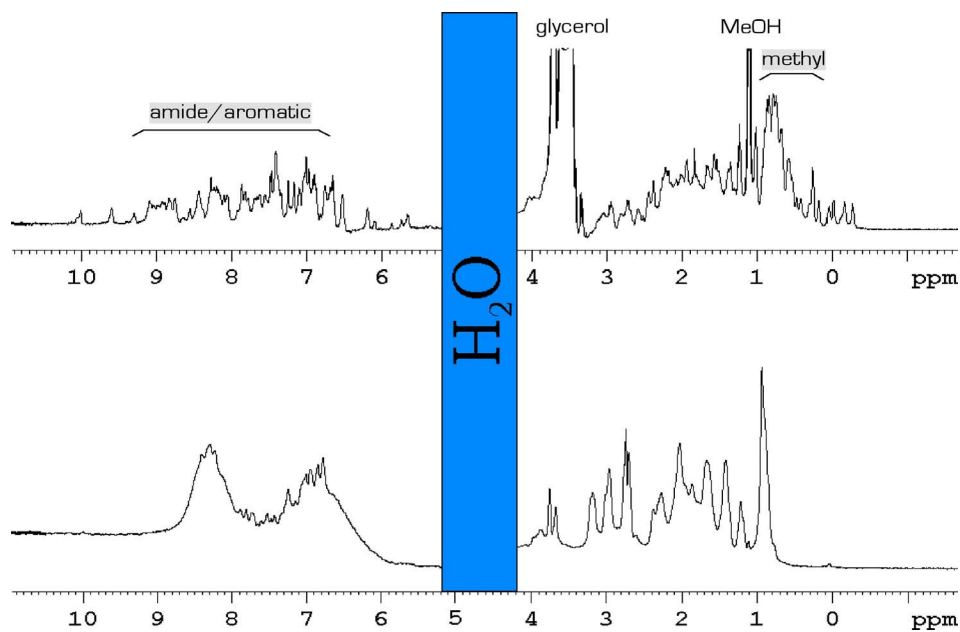 glycerol MeOH
methyl
amide/aromatic
10 9 8 7 6 4 3 2 1 0 ppm
H₂O
10 9 8 7 6 5 4 3 2 1 0 ppm